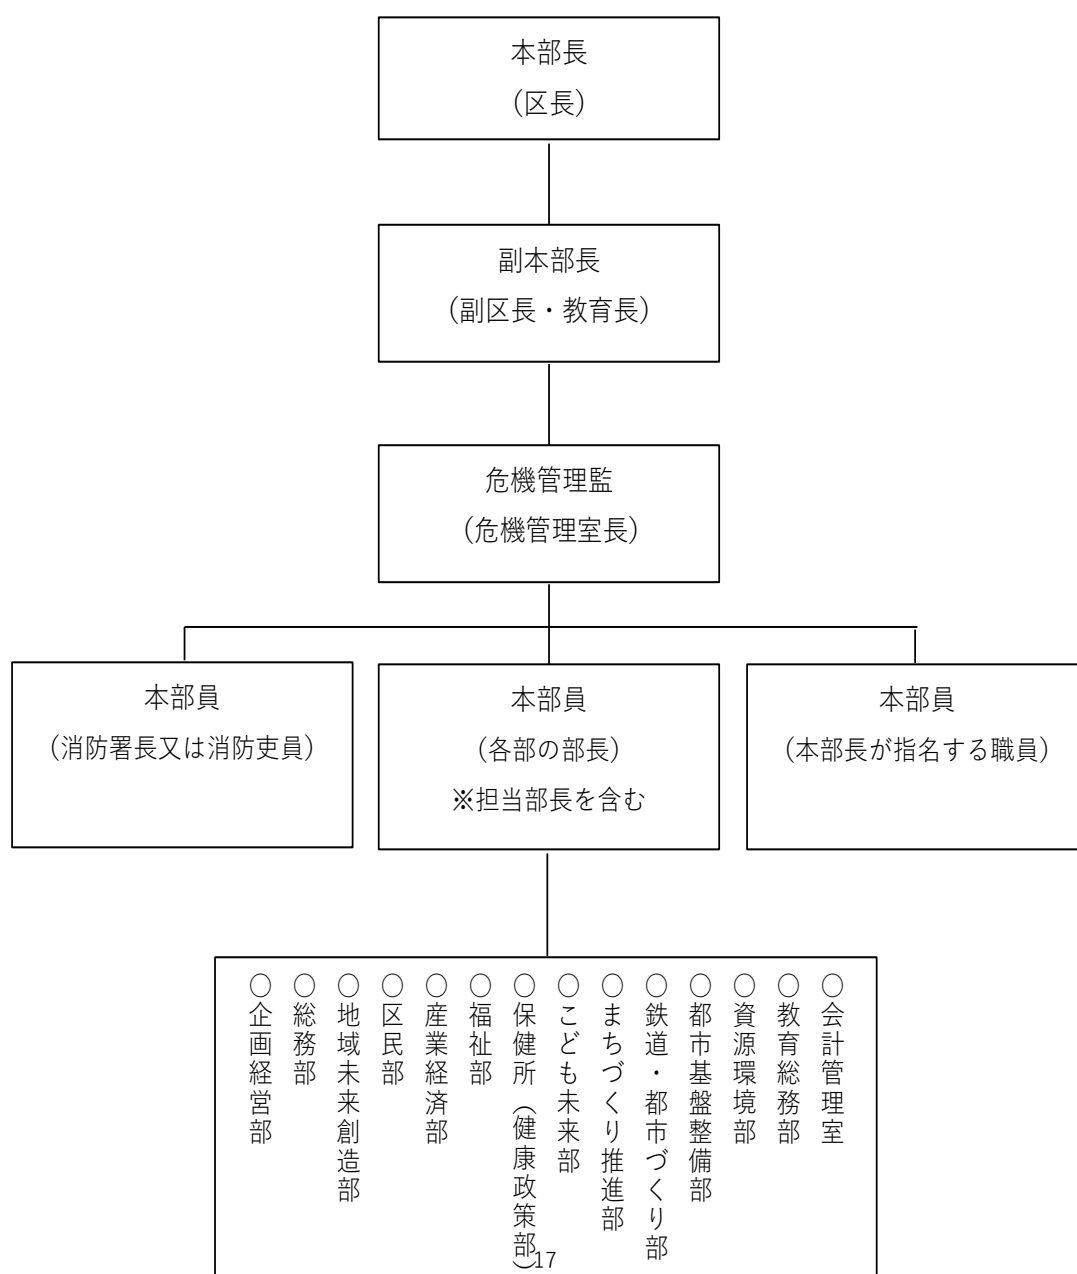 本部長
(区長)
副本部長
(副区長・教育長)
危機管理監
(危機管理室長)
本部員
(消防署長又は消防吏員)
本部員
(各部の部長)
※担当部長を含む
本部員
(本部長が指名する職員)
○会計管理室
○教育総務部
○資源環境部
○都市基盤整備部
○鉄道・都市づくり部
○まちづくり推進部
○こども未来部
○保健所(健康政策部)
○福祉部
○産業経済部
○区民部
○地域未来創造部
○総務部
○企画経営部
17